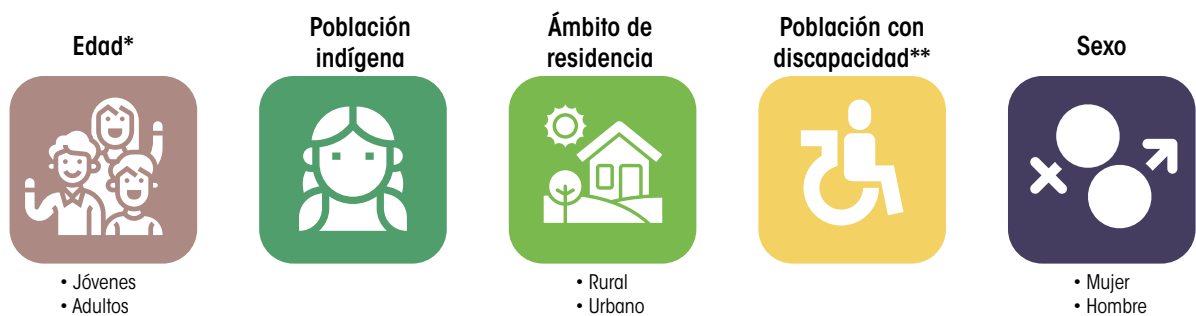 Edad*
Población
indígena
Ámbito de
residencia
Población con
discapacidad**
Sexo
• Jóvenes
• Adultos
• Rural
• Urbano
• Mujer
• Hombre